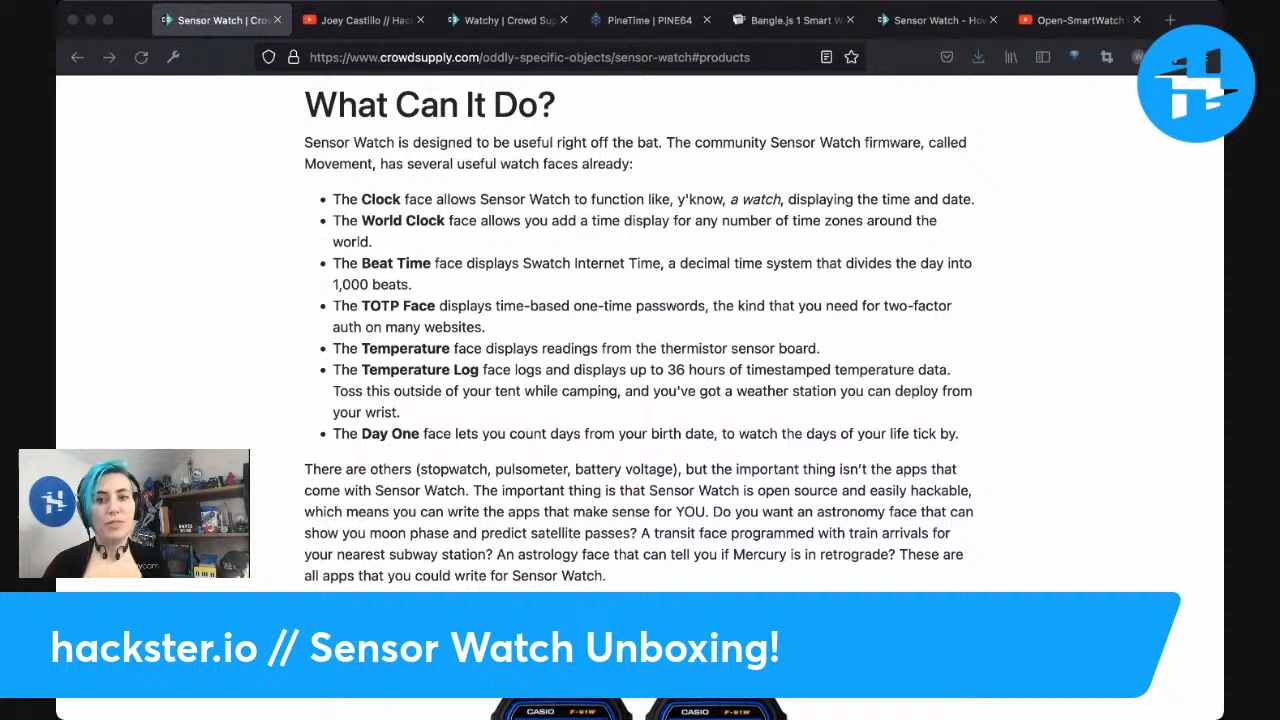 Sensor Watch | Crow
Joey Castillo // Hack
Watchy | Crowd Sup
PineTime | PINE64
Bangle.js 1 Smart W
Sensor Watch - How
Open-SmartWatch
https://www.crowdsupply.com/oddly-specific-objects/sensor-watch#products
What Can It Do?
Sensor Watch is designed to be useful right off the bat. The community Sensor Watch firmware, called
Movement, has several useful watch faces already:
• The Clock face allows Sensor Watch to function like, y'know, a watch, displaying the time and date.
• The World Clock face allows you add a time display for any number of time zones around the
world.
• The Beat Time face displays Swatch Internet Time, a decimal time system that divides the day into
1,000 beats.
• The TOTP Face displays time-based one-time passwords, the kind that you need for two-factor
auth on many websites.
• The Temperature face displays readings from the thermistor sensor board.
• The Temperature Log face logs and displays up to 36 hours of timestamped temperature data.
Toss this outside of your tent while camping, and you've got a weather station you can deploy from
your wrist.
• The Day One face lets you count days from your birth date, to watch the days of your life tick by.
There are others (stopwatch, pulsometer, battery voltage), but the important thing isn't the apps that
come with Sensor Watch. The important thing is that Sensor Watch is open source and easily hackable,
which means you can write the apps that make sense for YOU. Do you want an astronomy face that can
show you moon phase and predict satellite passes? A transit face programmed with train arrivals for
your nearest subway station? An astrology face that can tell you if Mercury is in retrograde? These are
all apps that you could write for Sensor Watch.
hackster.io // Sensor Watch Unboxing!
CASIO F-91W
CASIO F-91W